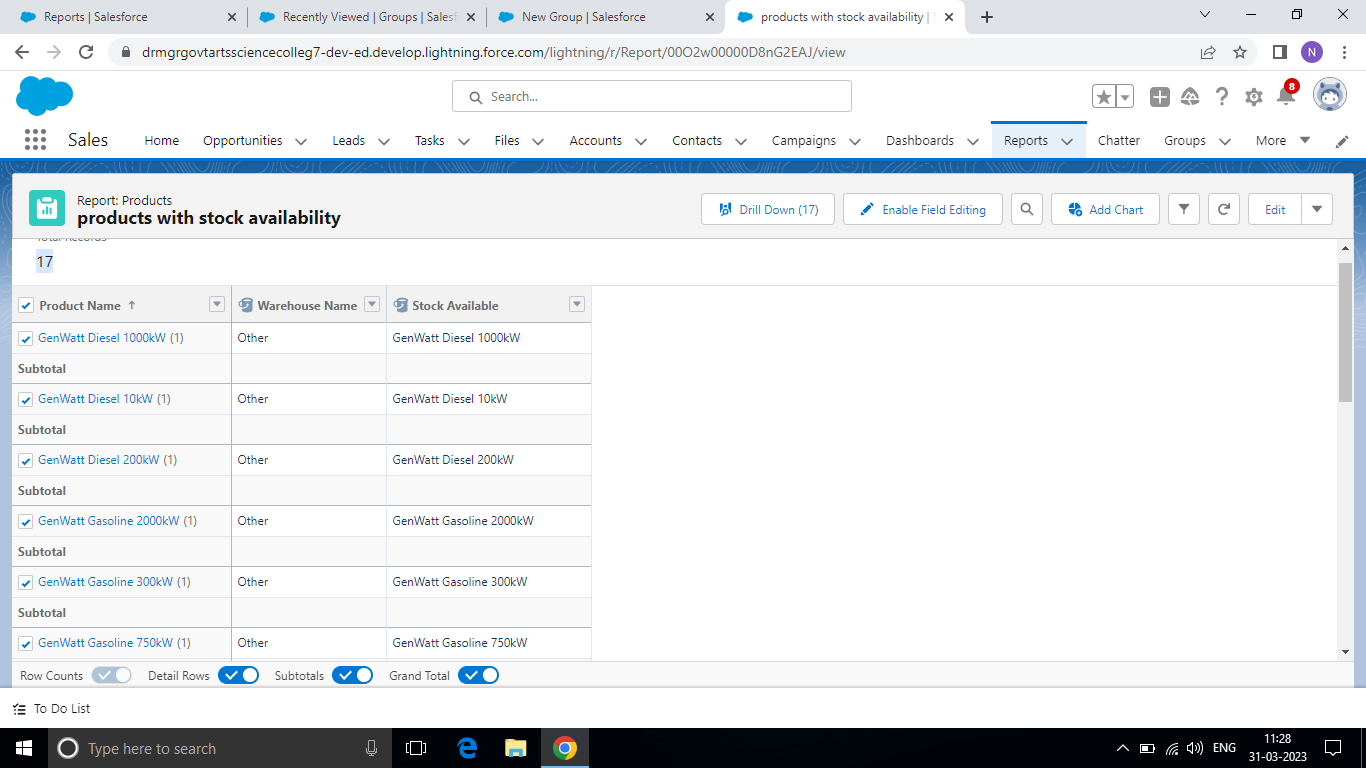 Reports | Salesforce
Recently Viewed | Groups | Salesf
New Group | Salesforce
products with stock availability |
drmgrgovtartssciencecolleg7-dev-ed.develop.lightning.force.com/lightning/r/Report/00O2w00000D8nG2EAJ/view
N
Search...
8
Sales Home Opportunities Leads Tasks Files Accounts Contacts Campaigns Dashboards Reports Chatter Groups More
Report: Products
products with stock availability
Drill Down (17) Enable Field Editing Add Chart Edit
Total Records
17
Product Name ↑ Warehouse Name Stock Available
GenWatt Diesel 1000kW (1) Other GenWatt Diesel 1000kW
Subtotal
GenWatt Diesel 10kW (1) Other GenWatt Diesel 10kW
Subtotal
GenWatt Diesel 200kW (1) Other GenWatt Diesel 200kW
Subtotal
GenWatt Gasoline 2000kW (1) Other GenWatt Gasoline 2000kW
Subtotal
GenWatt Gasoline 300kW (1) Other GenWatt Gasoline 300kW
Subtotal
GenWatt Gasoline 750kW (1) Other GenWatt Gasoline 750kW
Row Counts Detail Rows Subtotals Grand Total
To Do List
Type here to search
ENG
11:28
31-03-2023